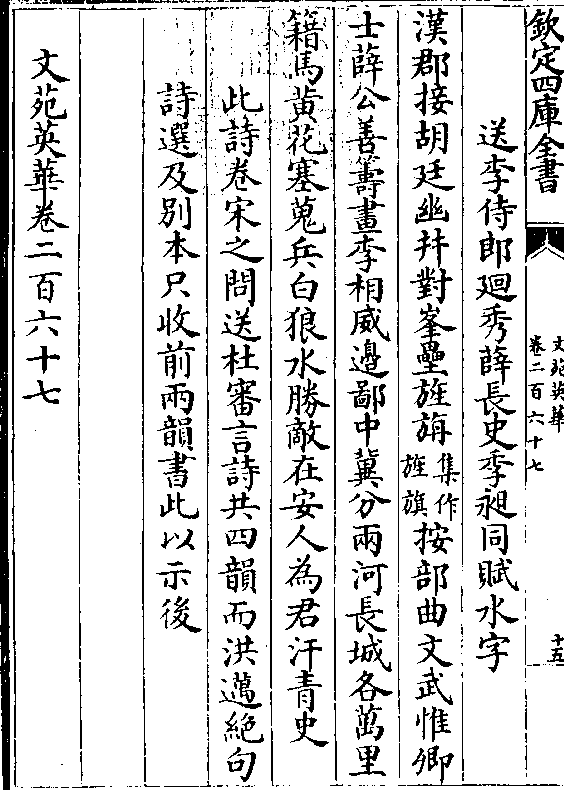 欽定四庫全書
文苑英華
卷二百六十七
十五
送李侍郎廻秀薛長史季昶同賦水字
漢郡接胡廷幽幷對峯壘旌旃集作旌旗按部曲文武惟卿
士薛公善籌畫李相威邉鄙中冀分兩河長城各萬里
籍馬黄花塞蒐兵白狼水勝敵在安人為君汗青史
此詩卷宋之問送杜審言詩共四韻而洪邁絶句
詩選及别本只收前兩韻書此以示後
文苑英華卷二百六十七